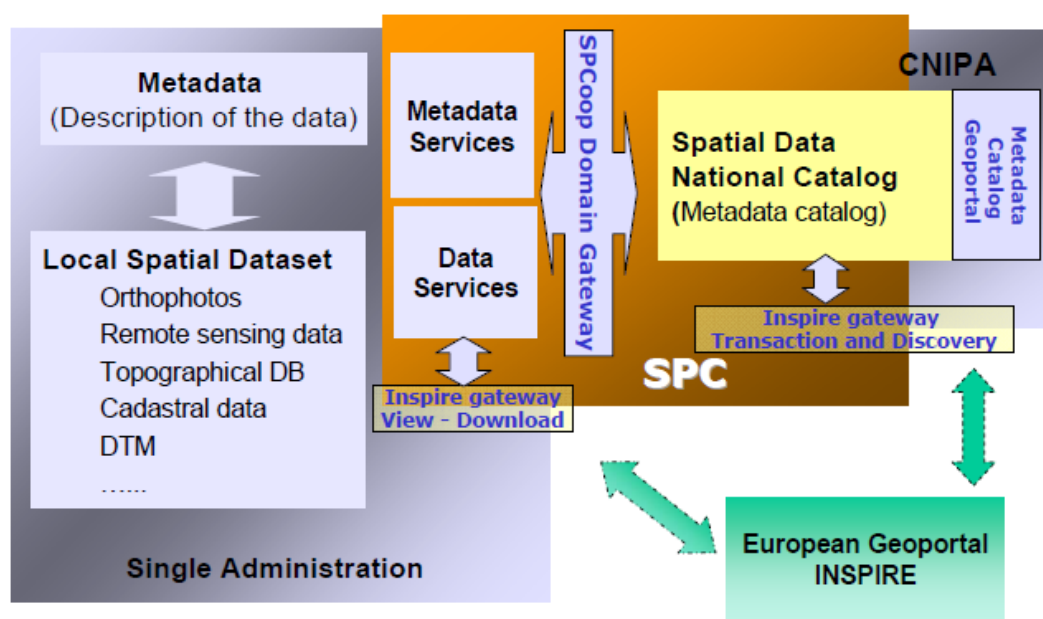 Metadata
(Description of the data)
Local Spatial Dataset
Orthophotos
Remote sensing data
Topographical DB
Cadastral data
DTM
......
Single Administration
Metadata
Services
Data
Services
Inspire gateway
View - Download
SPCoop Domain Gateway
SPC
CNIPA
Spatial Data
National Catalog
(Metadata catalog)
Metadata
Catalog
Geoportal
Inspire gateway
Transaction and Discovery
European Geoportal
INSPIRE